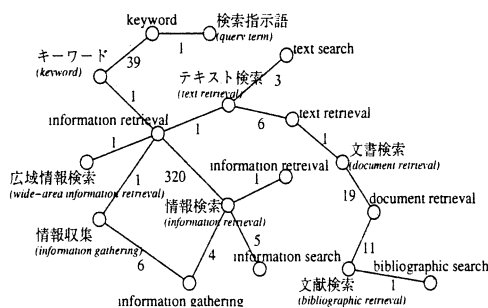 keyword
検索指示語
1
(query term)
キーワード
39
text search
(keyword)
テキスト検索
3
(text retrieval)
1
6
text retrieval
information retrieval
1
1
1
文書検索
(document retrieval)
320
information retrieval
広域情報検索
1
1
(wide-area information retrieval)
情報検索
19
(information retrieval)
document retrieval
情報収集
(information gathering)
4
5
11
6
information search
bibliographic search
1
文献検索
information gathering
(bibliographic retrieval)